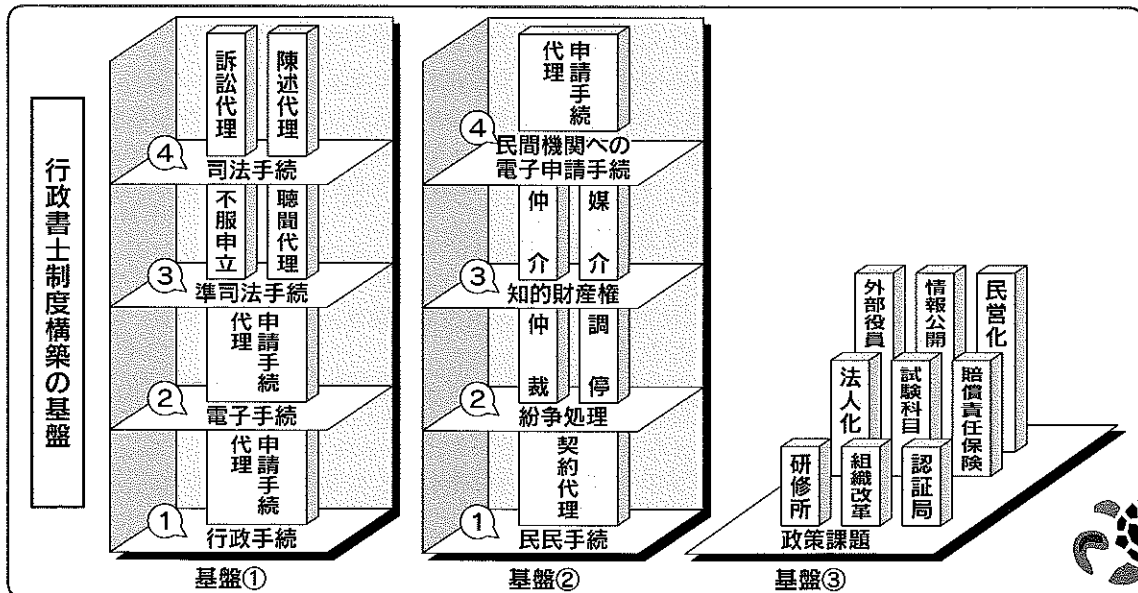 行政書士制度構築の基盤
訴訟代理
陳述代理
④
司法手続
不服申立
聴聞代理
③
準司法手続
申請手続
代理
②
電子手続
申請手続
代理
①
行政手続
基盤①
申請手続
代理
④
民間機関への
電子申請手続
仲介
媒介
③
知的財産権
仲裁
調停
②
紛争処理
契約代理
①
民民手続
基盤②
外部役員
情報公開
民営化
法人化
試験科目
賠償責任保険
研修所
組織改革
認証局
政策課題
基盤③